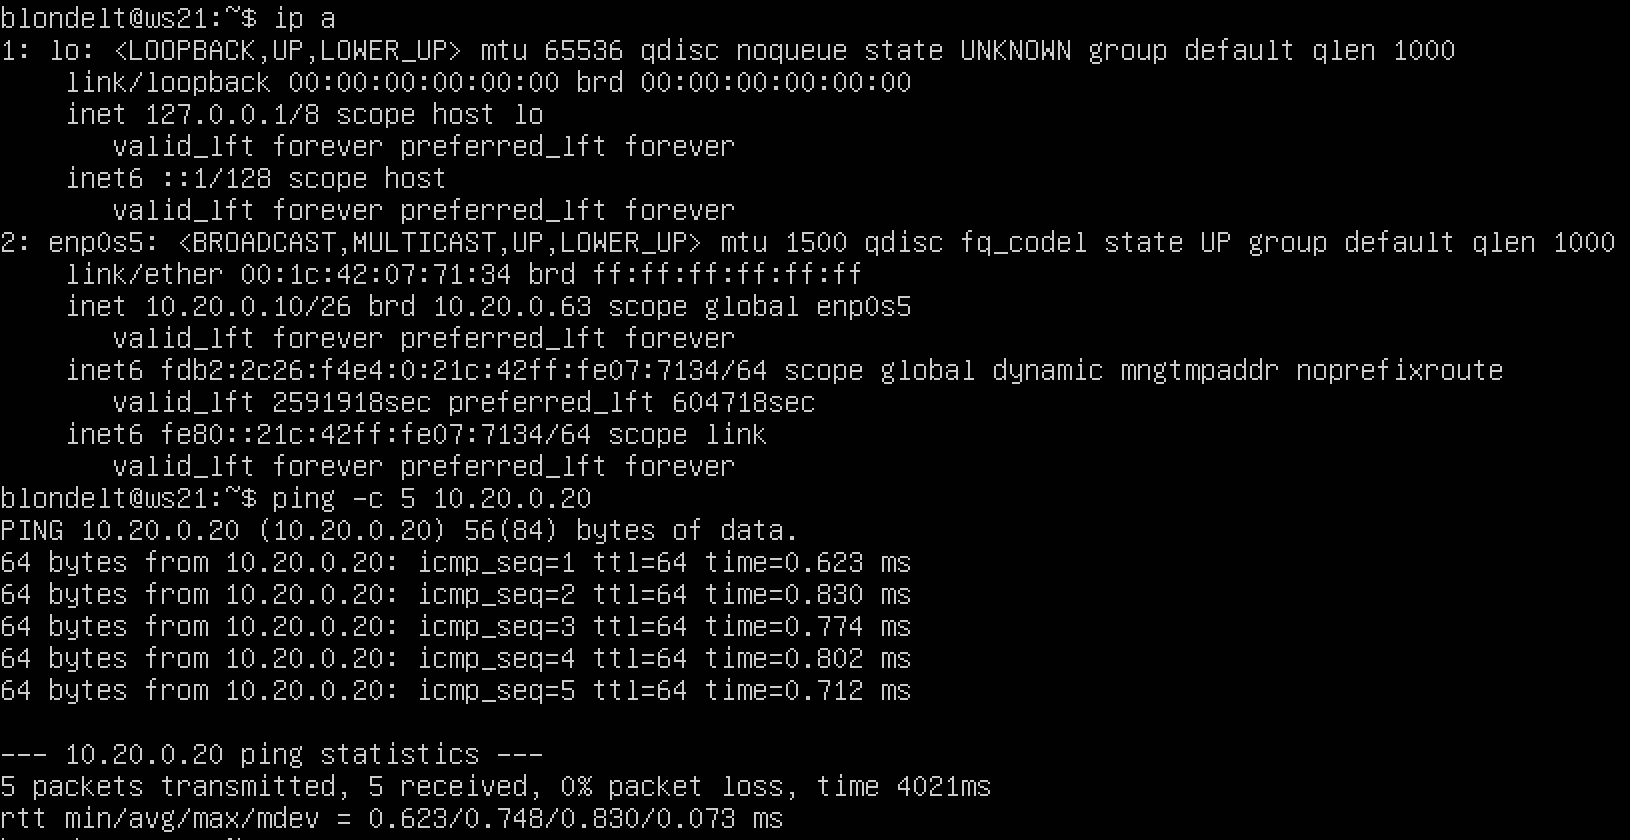 blondelt@ws21:~$ ip a
1: lo: <LOOPBACK,UP,LOWER_UP> mtu 65536 qdisc noqueue state UNKNOWN group default qlen 1000
    link/loopback 00:00:00:00:00:00 brd 00:00:00:00:00:00
    inet 127.0.0.1/8 scope host lo
       valid_lft forever preferred_lft forever
    inet6 ::1/128 scope host
       valid_lft forever preferred_lft forever
2: enp0s5: <BROADCAST,MULTICAST,UP,LOWER_UP> mtu 1500 qdisc fq_codel state UP group default qlen 1000
    link/ether 00:1c:42:07:71:34 brd ff:ff:ff:ff:ff:ff
    inet 10.20.0.10/26 brd 10.20.0.63 scope global enp0s5
       valid_lft forever preferred_lft forever
    inet6 fdb2:2c26:f4e4:0:21c:42ff:fe07:7134/64 scope global dynamic mngtmpaddr noprefixroute
       valid_lft 2591918sec preferred_lft 604718sec
    inet6 fe80::21c:42ff:fe07:7134/64 scope link
       valid_lft forever preferred_lft forever
blondelt@ws21:~$ ping -c 5 10.20.0.20
PING 10.20.0.20 (10.20.0.20) 56(84) bytes of data.
64 bytes from 10.20.0.20: icmp_seq=1 ttl=64 time=0.623 ms
64 bytes from 10.20.0.20: icmp_seq=2 ttl=64 time=0.830 ms
64 bytes from 10.20.0.20: icmp_seq=3 ttl=64 time=0.774 ms
64 bytes from 10.20.0.20: icmp_seq=4 ttl=64 time=0.802 ms
64 bytes from 10.20.0.20: icmp_seq=5 ttl=64 time=0.712 ms

--- 10.20.0.20 ping statistics ---
5 packets transmitted, 5 received, 0% packet loss, time 4021ms
rtt min/avg/max/mdev = 0.623/0.748/0.830/0.073 ms